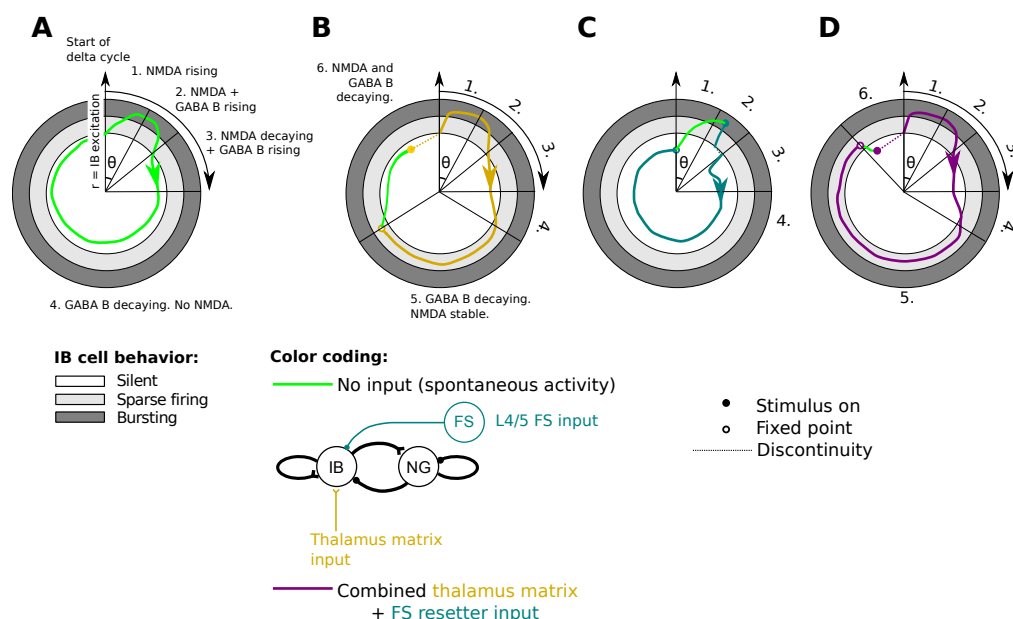 A
Start of
delta cycle
1. NMDA rising
2. NMDA +
GABA B rising
3. NMDA decaying
+ GABA B rising
r = IB excitation
θ
4. GABA B decaying. No NMDA.
B
6. NMDA and
GABA B
decaying.
1.
2.
3.
4.
θ
5. GABA B decaying.
NMDA stable.
C
1.
2.
3.
4.
θ
D
6.
1.
2.
3.
4.
θ
5.
IB cell behavior:
Silent
Sparse firing
Bursting
Color coding:
No input (spontaneous activity)
FS
L4/5 FS input
IB
NG
Thalamus matrix
input
Combined thalamus matrix
+ FS resetter input
Stimulus on
Fixed point
Discontinuity